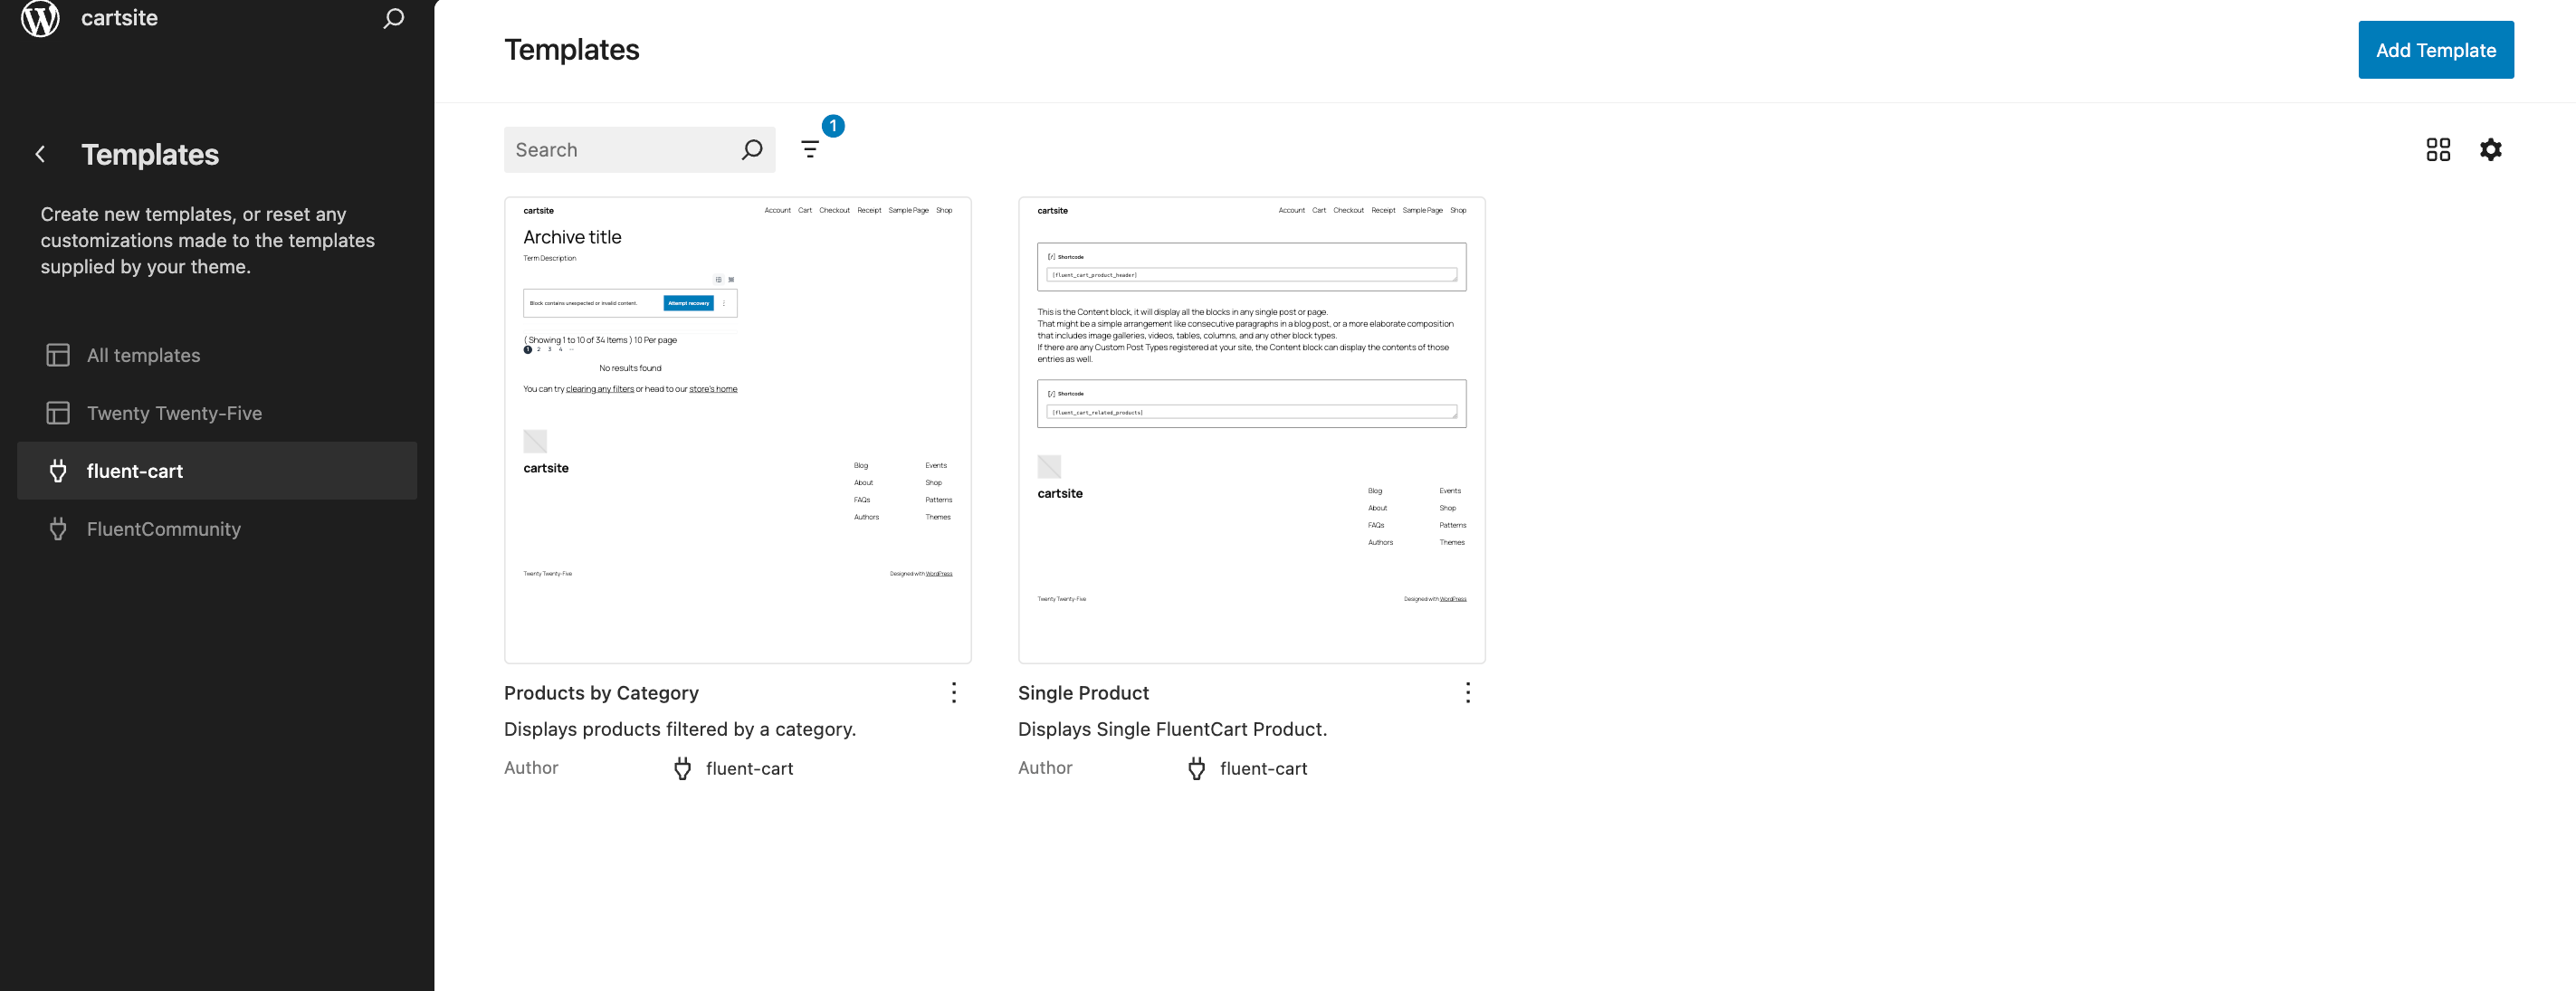 cartsite
Templates
Create new templates, or reset any
customizations made to the templates
supplied by your theme.
All templates
Twenty Twenty-Five
fluent-cart
FluentCommunity
Templates
Add Template
Search
1
cartsite
Account Cart Checkout Receipt Sample Page Shop
Archive title
Term Description
Block contains unexpected or invalid content.
Attempt recovery
( Showing 1 to 10 of 34 Items ) 10 Per page
1 2 3 4 ...
No results found
You can try clearing any filters or head to our store's home
cartsite
Blog Events
About Shop
FAQs Patterns
Authors Themes
Twenty Twenty-Five
Designed with WordPress
Products by Category
Displays products filtered by a category.
Author
fluent-cart
cartsite
Account Cart Checkout Receipt Sample Page Shop
[/] Shortcode
[fluent_cart_product_header]
This is the Content block, it will display all the blocks in any single post or page.
That might be a simple arrangement like consecutive paragraphs in a blog post, or a more elaborate composition
that includes image galleries, videos, tables, columns, and any other block types.
If there are any Custom Post Types registered at your site, the Content block can display the contents of those
entries as well.
[/] Shortcode
[fluent_cart_related_products]
cartsite
Blog Events
About Shop
FAQs Patterns
Authors Themes
Twenty Twenty-Five
Designed with WordPress
Single Product
Displays Single FluentCart Product.
Author
fluent-cart